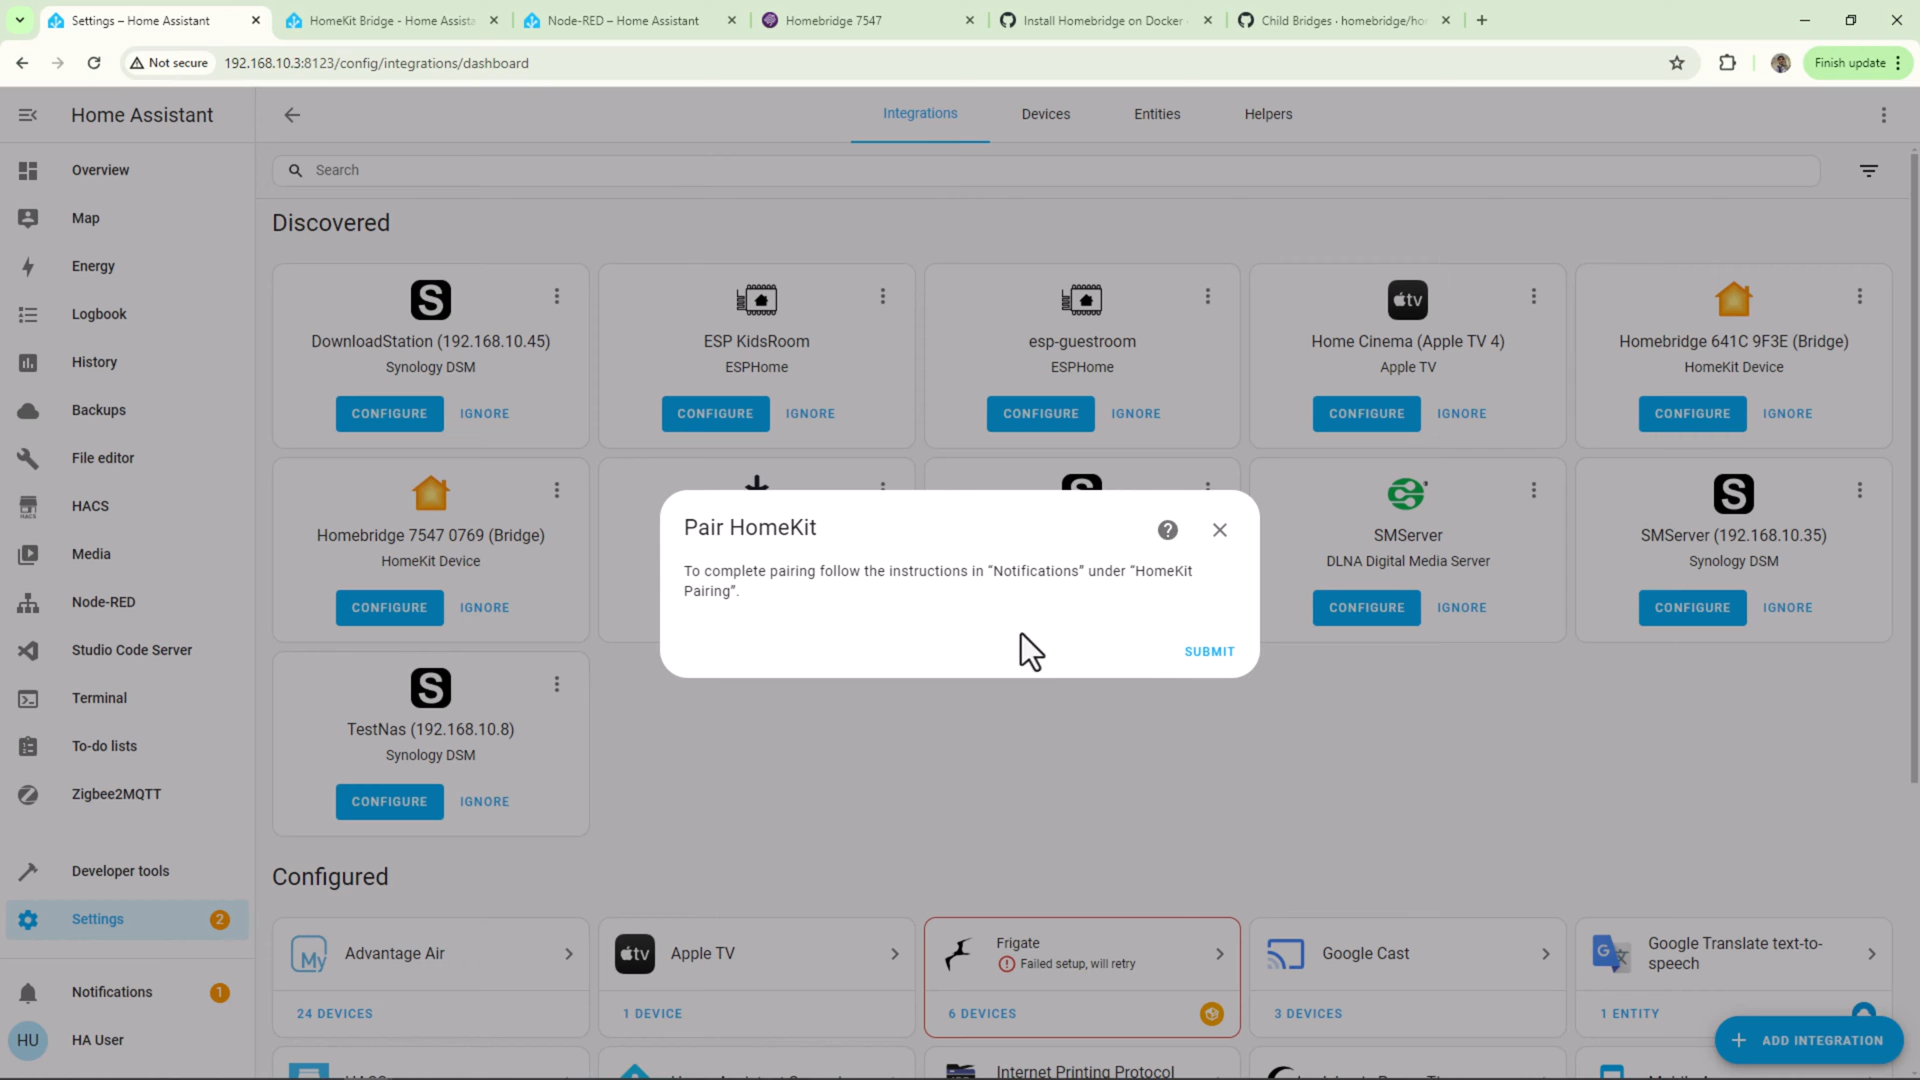 Settings – Home Assistant
HomeKit Bridge - Home Assista
Node-RED – Home Assistant
Homebridge 7547
Install Homebridge on Docker
Child Bridges · homebridge/ho
Not secure
192.168.10.3:8123/config/integrations/dashboard
Finish update
Home Assistant
Integrations
Devices
Entities
Helpers
Overview
Map
Energy
Logbook
History
Backups
File editor
HACS
Media
Node-RED
Studio Code Server
Terminal
To-do lists
Zigbee2MQTT
Developer tools
Settings
2
Notifications
1
HU
HA User
Search
Discovered
DownloadStation (192.168.10.45)
Synology DSM
CONFIGURE
IGNORE
ESP KidsRoom
ESPHome
CONFIGURE
IGNORE
esp-guestroom
ESPHome
CONFIGURE
IGNORE
tv
Home Cinema (Apple TV 4)
Apple TV
CONFIGURE
IGNORE
Homebridge 641C 9F3E (Bridge)
HomeKit Device
CONFIGURE
IGNORE
Homebridge 7547 0769 (Bridge)
HomeKit Device
CONFIGURE
IGNORE
SMServer
DLNA Digital Media Server
CONFIGURE
IGNORE
SMServer (192.168.10.35)
Synology DSM
CONFIGURE
IGNORE
TestNas (192.168.10.8)
Synology DSM
CONFIGURE
IGNORE
Pair HomeKit
To complete pairing follow the instructions in “Notifications” under “HomeKit
Pairing”.
SUBMIT
Configured
My
Advantage Air
24 DEVICES
tv
Apple TV
1 DEVICE
Frigate
Failed setup, will retry
6 DEVICES
Google Cast
3 DEVICES
Google Translate text-to-
speech
1 ENTITY
ADD INTEGRATION
Internet Printing Protocol